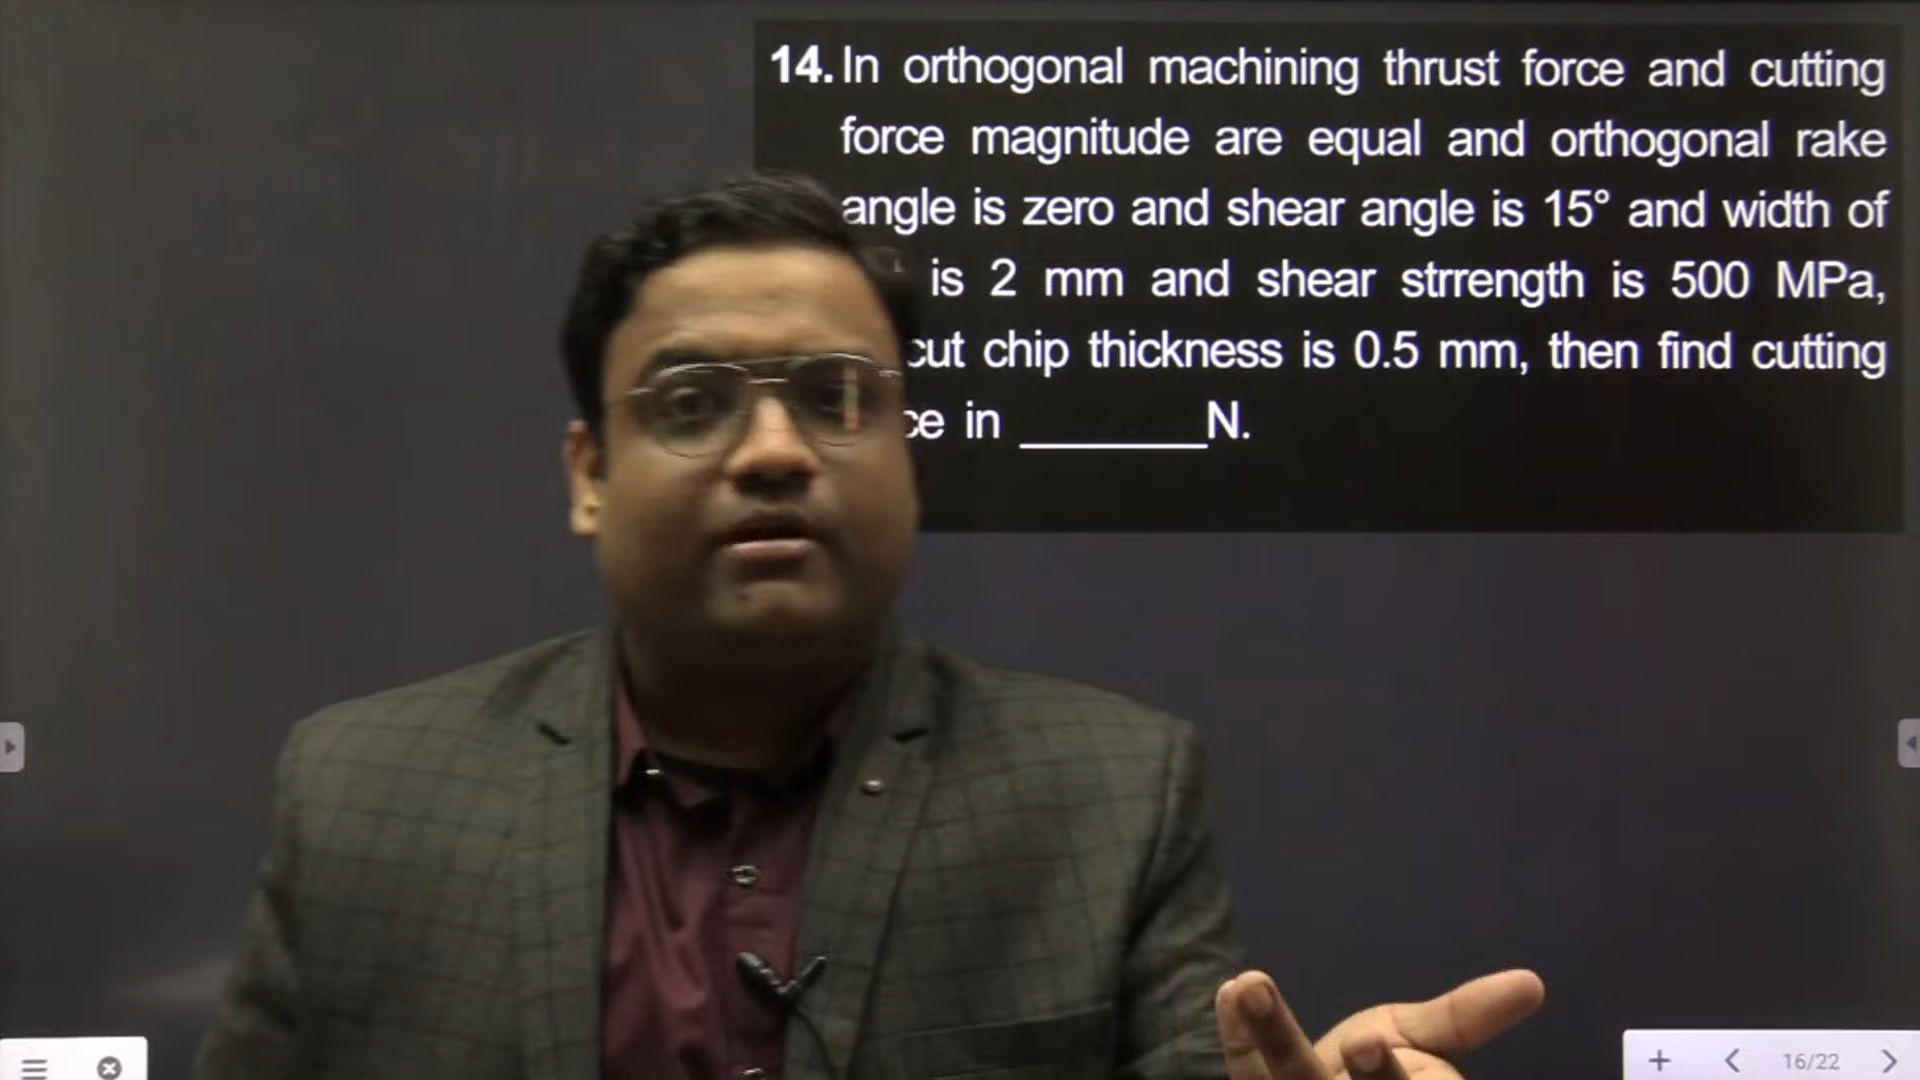 14. In orthogonal machining thrust force and cutting
force magnitude are equal and orthogonal rake
angle is zero and shear angle is 15° and width of
is 2 mm and shear strrength is 500 MPa,
cut chip thickness is 0.5 mm, then find cutting
in ________N.
16/22